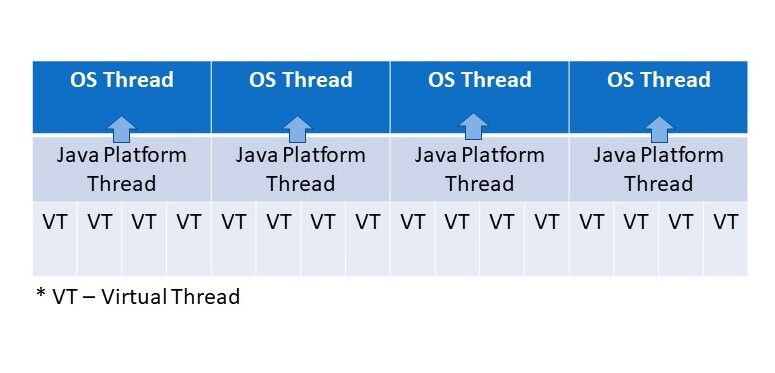 OS Thread OS Thread OS Thread OS Thread
Java Platform Java Platform Java Platform Java Platform
Thread Thread Thread Thread
VT VT VT VT VT VT VT VT VT VT VT VT VT VT VT VT
* VT – Virtual Thread